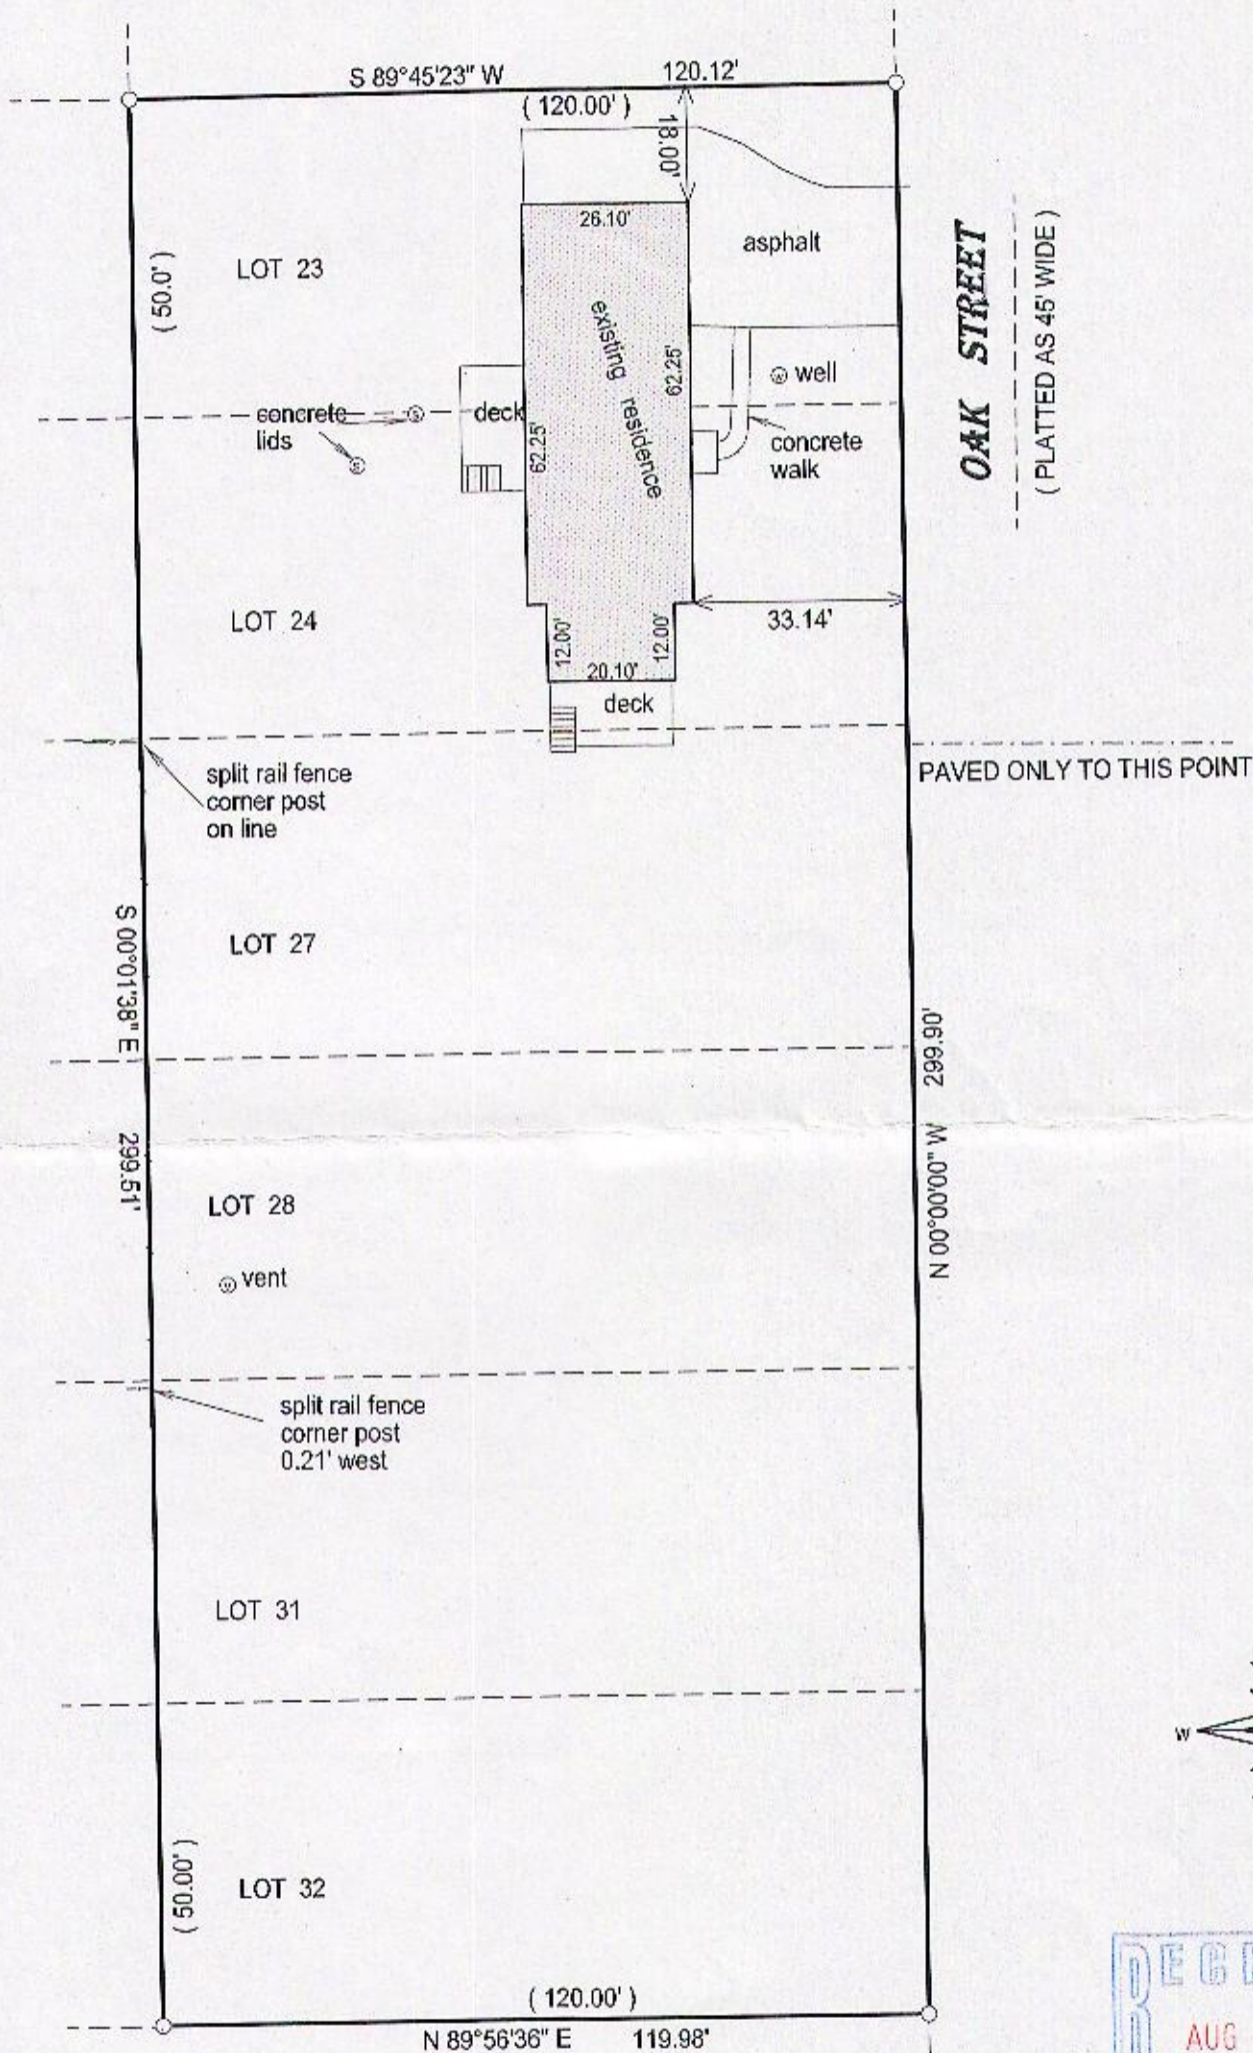 S 89°45'23" W 120.12'
( 120.00' )
18.00'
26.10'
asphalt
LOT 23
( 50.0' )
OAK STREET
( PLATTED AS 45' WIDE )
existing residence
62.25'
well
concrete
lids
deck
62.25'
concrete
walk
LOT 24
33.14'
12.00'
12.00'
20.10'
deck
PAVED ONLY TO THIS POINT
split rail fence
corner post
on line
S 00°01'38" E 299.51'
LOT 27
N 00°00'00" W 299.90'
LOT 28
vent
split rail fence
corner post
0.21' west
LOT 31
W
( 50.00' )
LOT 32
( 120.00' )
N 89°56'36" E 119.98'
AUG